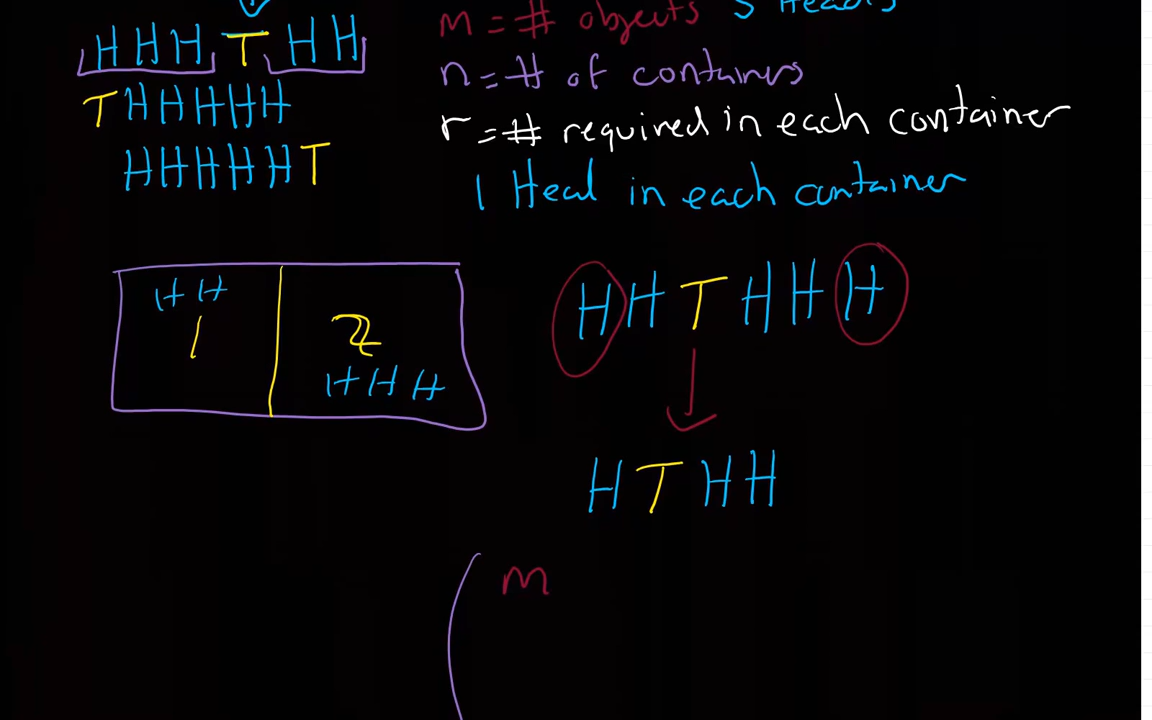 m = # objects 5 Heads
HHH T HH
n = # of containers
THHHHH
r = # required in each container
HHHHHT
1 Head in each container
HH
1
2
HHH
HHTHHH
HTHH
( m